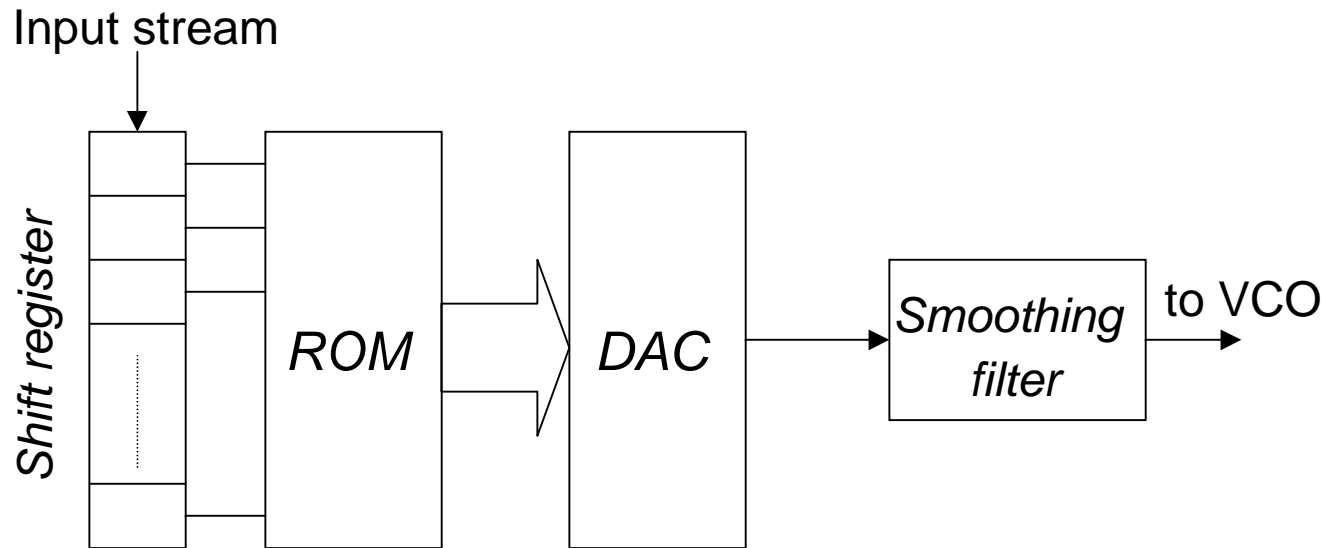 Input stream
Shift register
ROM
DAC
Smoothing
filter
to VCO